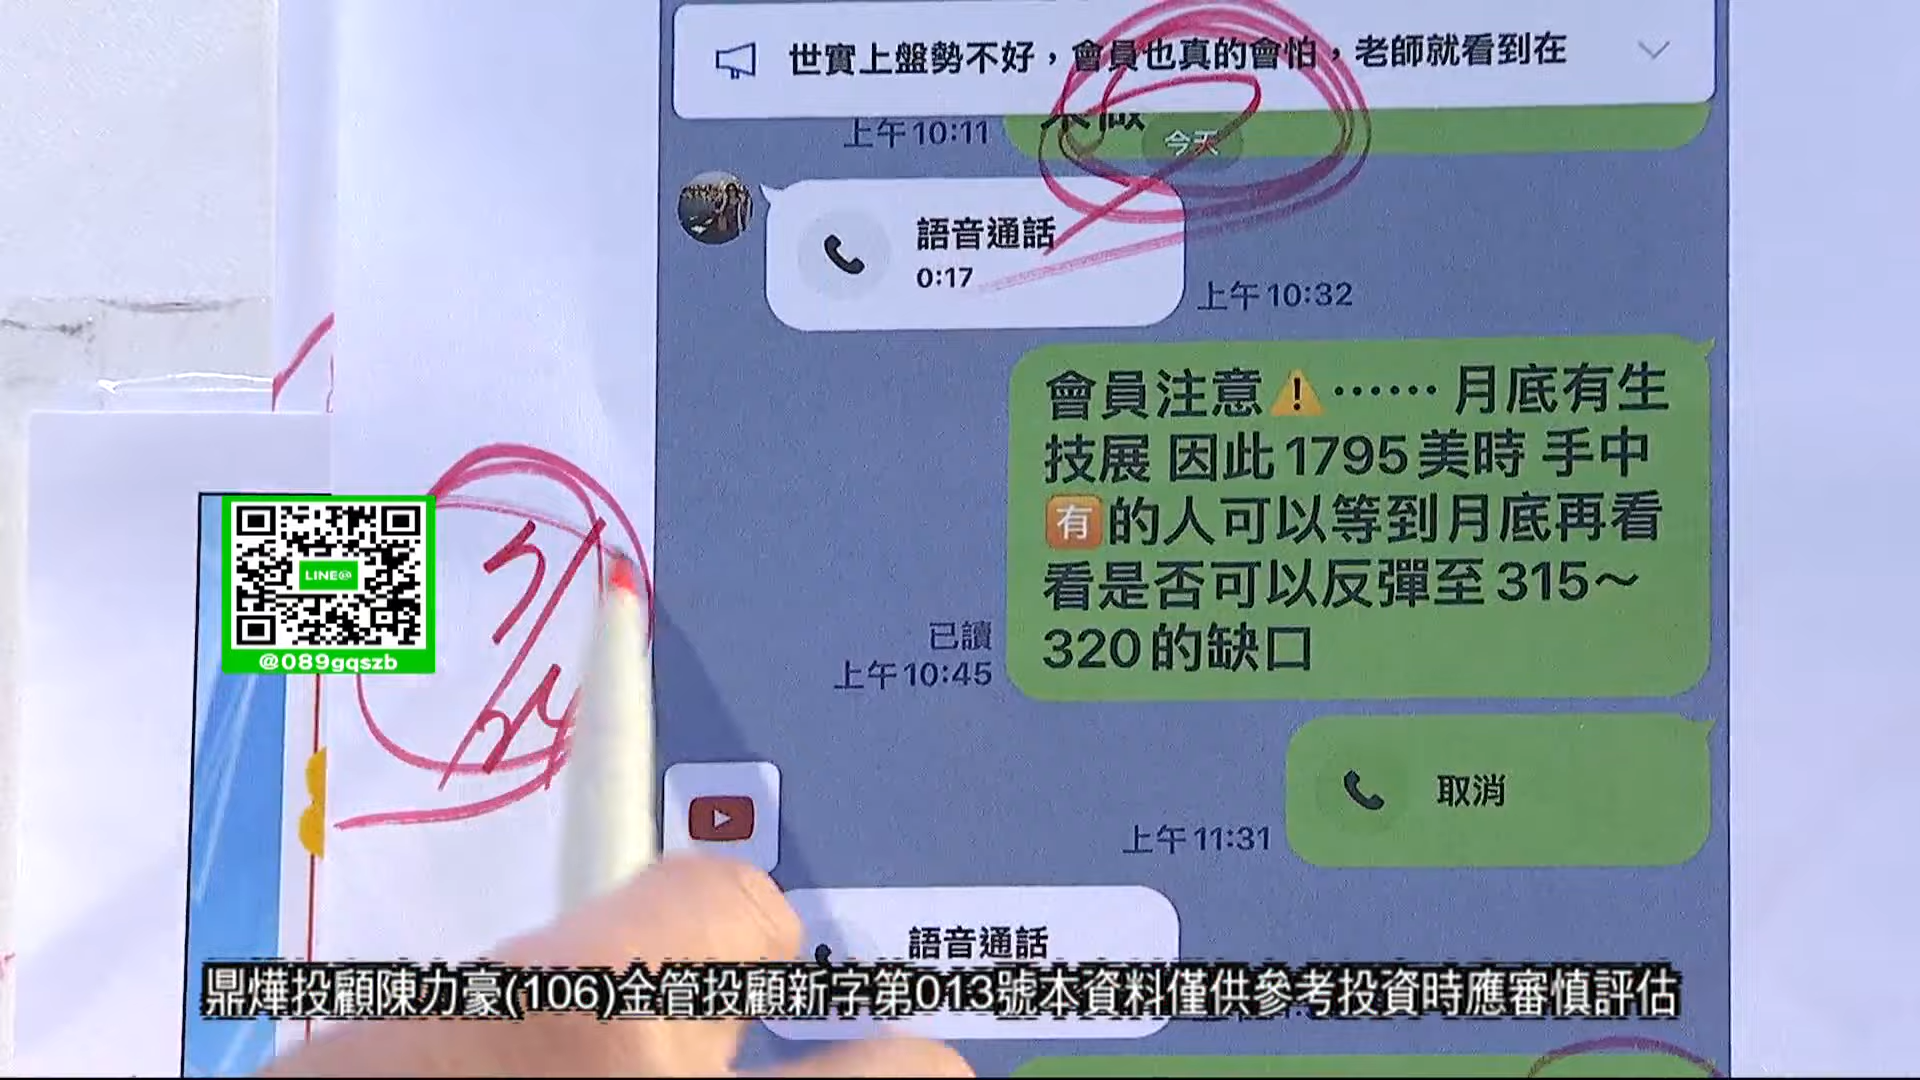 世實上盤勢不好，會員也真的會怕，老師就看到在
上午10:11
今天
語音通話
0:17
上午10:32
會員注意⚠️⋯⋯月底有生
技展 因此1795美時 手中
🈶的人可以等到月底再看
看是否可以反彈至315～
320的缺口
已讀
上午10:45
取消
上午11:31
語音通話
LINE@
@089gqszb
鼎燁投顧陳力豪(106)金管投顧新字第013號本資料僅供參考投資時應審慎評估